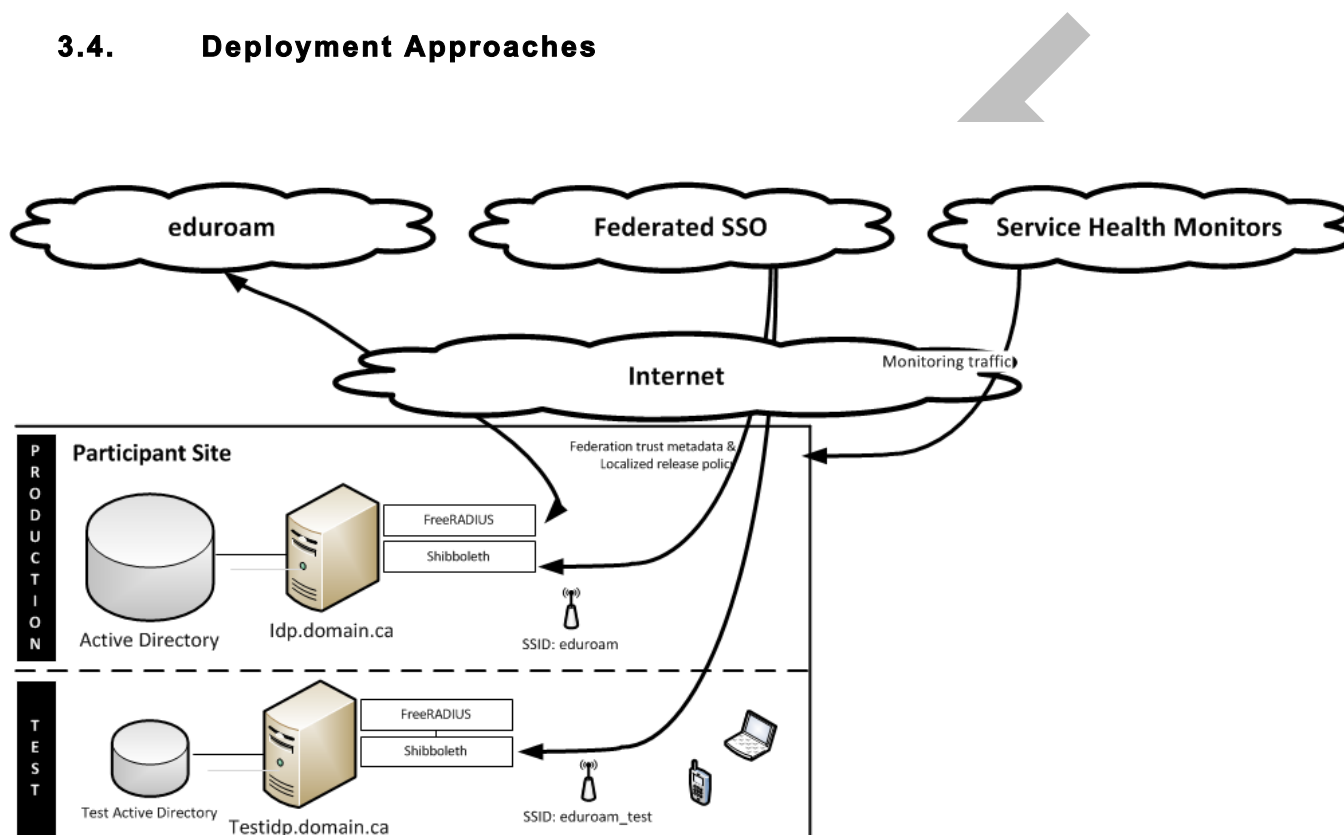 3.4. Deployment Approaches
eduroam
Federated SSO
Service Health Monitors
Internet
Monitoring traffic
PRODUCTION
Participant Site
Federation trust metadata &
Localized release policy
FreeRADIUS
Shibboleth
Active Directory
Idp.domain.ca
SSID: eduroam
TEST
FreeRADIUS
Shibboleth
Test Active Directory
Testidp.domain.ca
SSID: eduroam_test